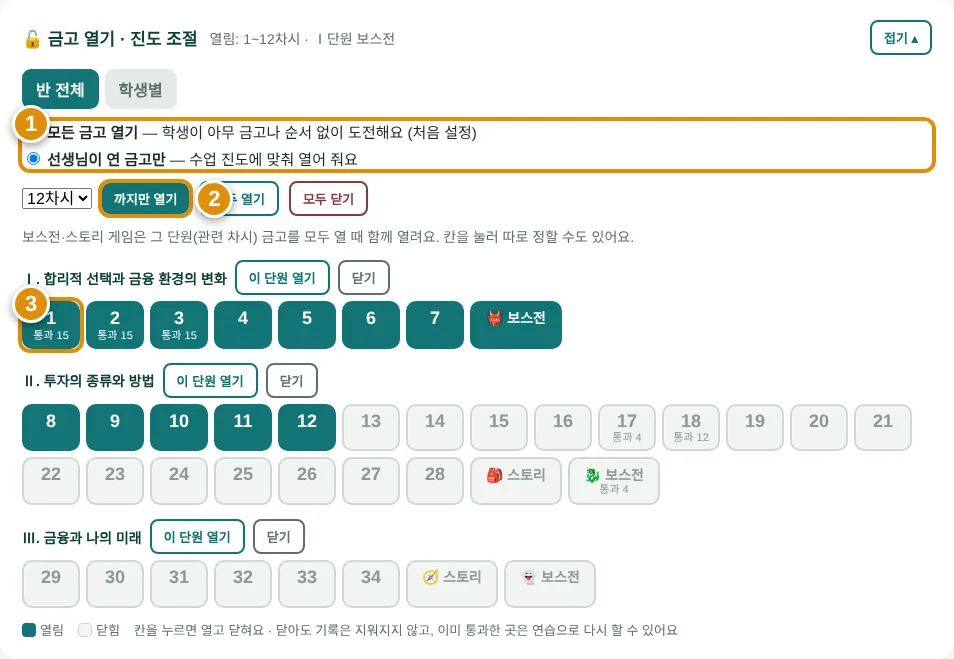 금고 열기 · 진도 조절 열림: 1~12차시 · Ⅰ단원 보스전 접기 ▲
반 전체 학생별
1 모든 금고 열기 — 학생이 아무 금고나 순서 없이 도전해요 (처음 설정)
선생님이 연 금고만 — 수업 진도에 맞춰 열어 줘요
12차시 까지만 열기 2 열기 모두 닫기
보스전·스토리 게임은 그 단원(관련 차시) 금고를 모두 열 때 함께 열려요. 칸을 눌러 따로 정할 수도 있어요.
Ⅰ. 합리적 선택과 금융 환경의 변화 이 단원 열기 닫기
3 1 2 3 4 5 6 7 보스전
통과 15 통과 15 통과 15
Ⅱ. 투자의 종류와 방법 이 단원 열기 닫기
8 9 10 11 12 13 14 15 16 17 18 19 20 21
통과 4 통과 12
22 23 24 25 26 27 28 스토리 보스전
통과 4
Ⅲ. 금융과 나의 미래 이 단원 열기 닫기
29 30 31 32 33 34 스토리 보스전
열림 닫힘 칸을 누르면 열고 닫혀요 · 닫아도 기록은 지워지지 않고, 이미 통과한 곳은 연습으로 다시 할 수 있어요